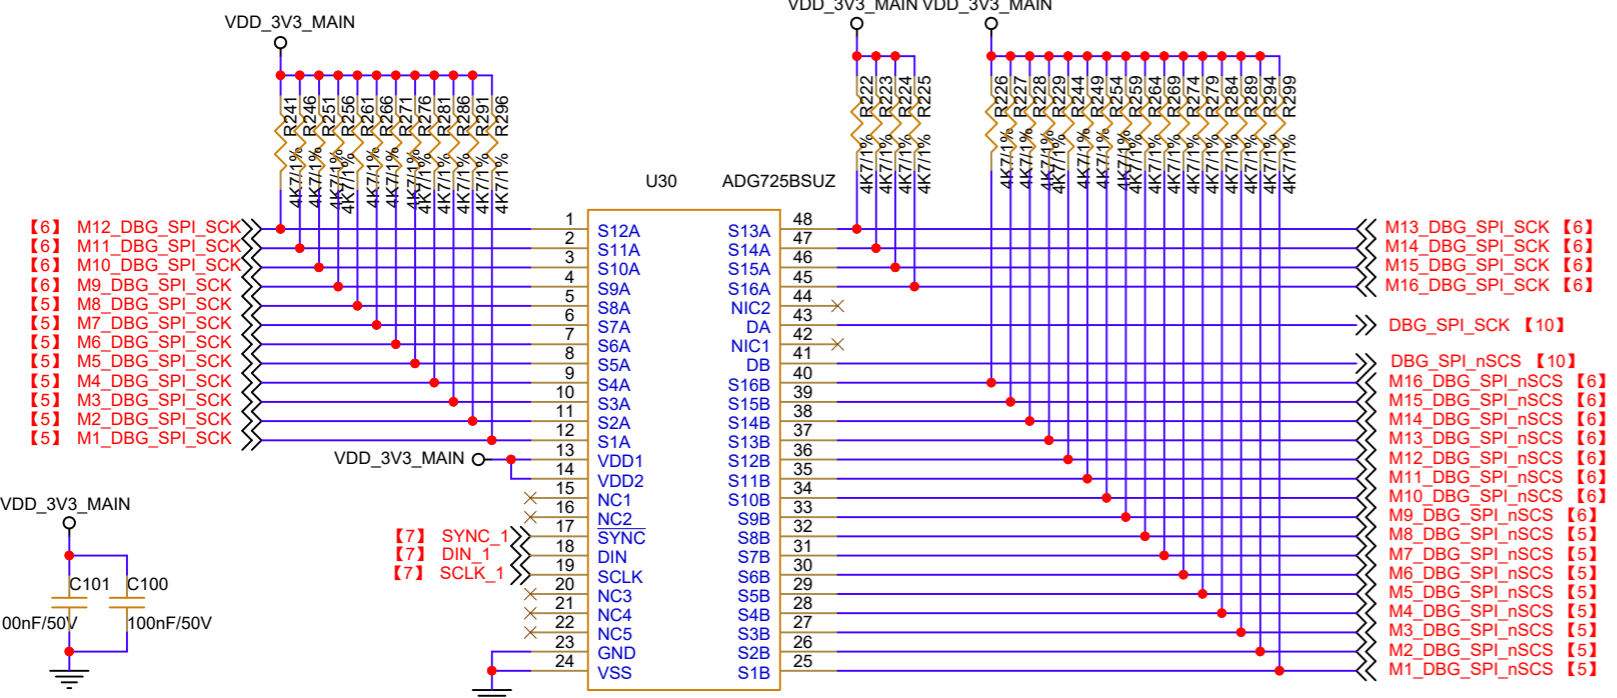 VDD_3V3_MAIN
VDD_3V3_MAIN VDD_3V3_MAIN
R241 R246 R251 R256 R261 R266 R271 R276 R281 R286 R291 R296
4K7/1% 4K7/1% 4K7/1% 4K7/1% 4K7/1% 4K7/1% 4K7/1% 4K7/1% 4K7/1% 4K7/1% 4K7/1% 4K7/1%
R222 R223 R224 R225
4K7/1% 4K7/1% 4K7/1% 4K7/1%
R226 R227 R228 R229 R244 R249 R254 R259 R264 R269 R274 R279 R284 R289 R294 R299
4K7/1% 4K7/1% 4K7/1% 4K7/1% 4K7/1% 4K7/1% 4K7/1% 4K7/1% 4K7/1% 4K7/1% 4K7/1% 4K7/1% 4K7/1% 4K7/1% 4K7/1% 4K7/1%
U30 ADG725BSUZ
【6】 M12_DBG_SPI_SCK 1 S12A S13A 48 M13_DBG_SPI_SCK 【6】
【6】 M11_DBG_SPI_SCK 2 S11A S14A 47 M14_DBG_SPI_SCK 【6】
【6】 M10_DBG_SPI_SCK 3 S10A S15A 46 M15_DBG_SPI_SCK 【6】
【6】 M9_DBG_SPI_SCK 4 S9A S16A 45 M16_DBG_SPI_SCK 【6】
【5】 M8_DBG_SPI_SCK 5 S8A NIC2 44
【5】 M7_DBG_SPI_SCK 6 S7A DA 43 DBG_SPI_SCK 【10】
【5】 M6_DBG_SPI_SCK 7 S6A NIC1 42
【5】 M5_DBG_SPI_SCK 8 S5A DB 41 DBG_SPI_nSCS 【10】
【5】 M4_DBG_SPI_SCK 9 S4A S16B 40 M16_DBG_SPI_nSCS 【6】
【5】 M3_DBG_SPI_SCK 10 S3A S15B 39 M15_DBG_SPI_nSCS 【6】
【5】 M2_DBG_SPI_SCK 11 S2A S14B 38 M14_DBG_SPI_nSCS 【6】
【5】 M1_DBG_SPI_SCK 12 S1A S13B 37 M13_DBG_SPI_nSCS 【6】
VDD_3V3_MAIN 13 VDD1 S12B 36 M12_DBG_SPI_nSCS 【6】
14 VDD2 S11B 35 M11_DBG_SPI_nSCS 【6】
15 NC1 S10B 34 M10_DBG_SPI_nSCS 【6】
16 NC2 S9B 33 M9_DBG_SPI_nSCS 【6】
【7】 SYNC_1 17 SYNC S8B 32 M8_DBG_SPI_nSCS 【5】
【7】 DIN_1 18 DIN S7B 31 M7_DBG_SPI_nSCS 【5】
【7】 SCLK_1 19 SCLK S6B 30 M6_DBG_SPI_nSCS 【5】
20 NC3 S5B 29 M5_DBG_SPI_nSCS 【5】
21 NC4 S4B 28 M4_DBG_SPI_nSCS 【5】
22 NC5 S3B 27 M3_DBG_SPI_nSCS 【5】
23 GND S2B 26 M2_DBG_SPI_nSCS 【5】
24 VSS S1B 25 M1_DBG_SPI_nSCS 【5】
VDD_3V3_MAIN
C101 C100
00nF/50V 100nF/50V